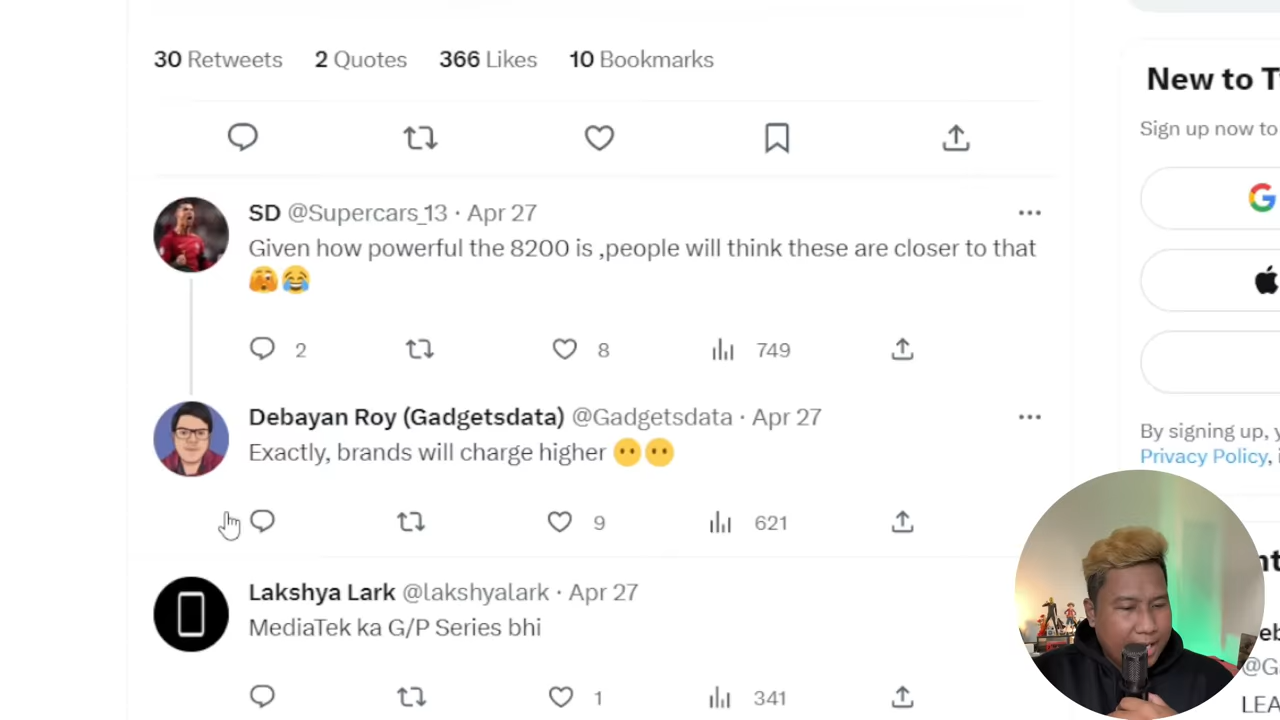 30 Retweets 2 Quotes 366 Likes 10 Bookmarks
SD @Supercars_13 · Apr 27
Given how powerful the 8200 is ,people will think these are closer to that
🫣😂
2 8 749
Debayan Roy (Gadgetsdata) @Gadgetsdata · Apr 27
Exactly, brands will charge higher 😶😶
9 621
Lakshya Lark @lakshyalark · Apr 27
MediaTek ka G/P Series bhi
1 341
New to
Sign up now to
By signing up,
Privacy Policy,